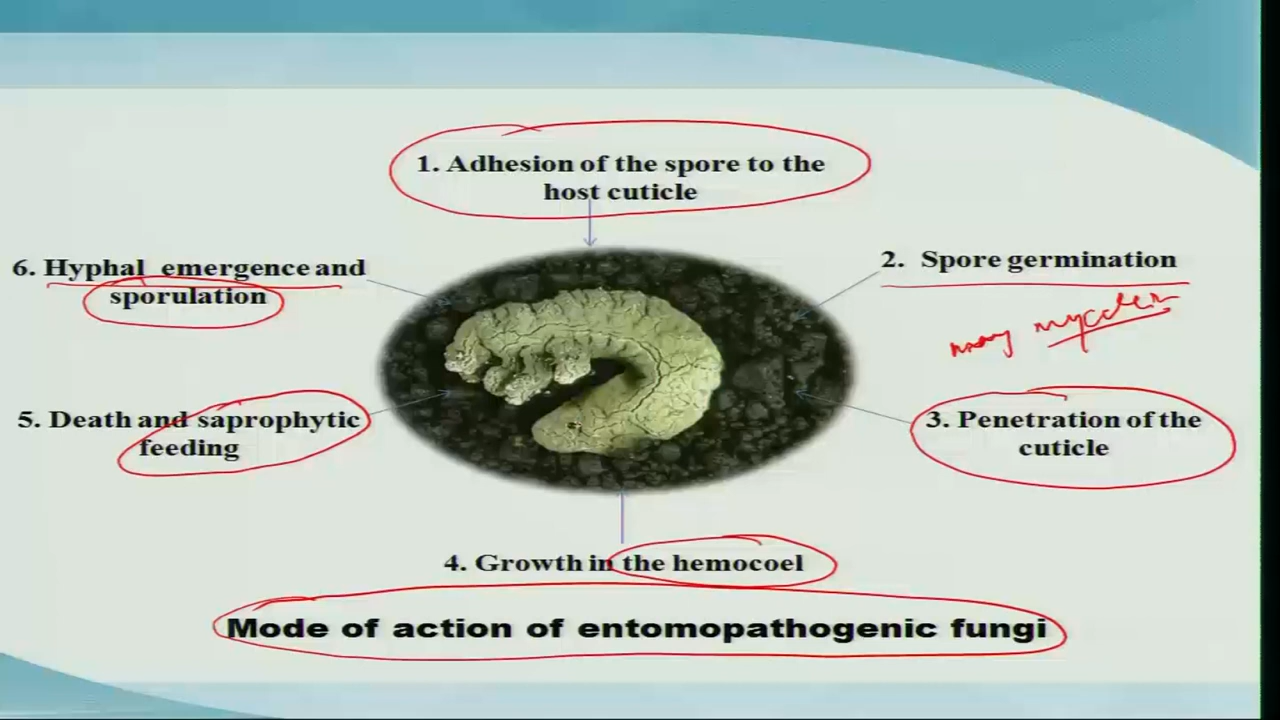 1. Adhesion of the spore to the
host cuticle
2. Spore germination
3. Penetration of the
cuticle
4. Growth in the hemocoel
5. Death and saprophytic
feeding
6. Hyphal emergence and
sporulation
Mode of action of entomopathogenic fungi